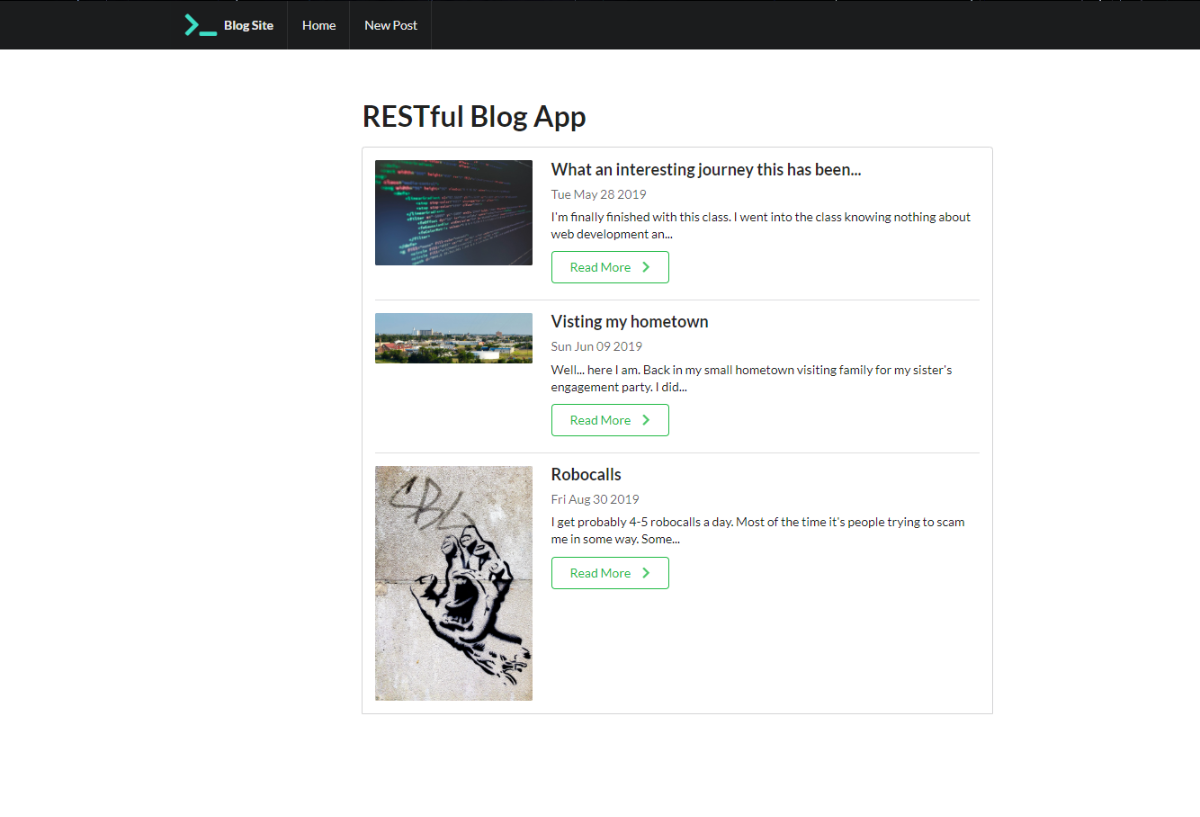 Blog Site
Home
New Post
RESTful Blog App
What an interesting journey this has been...
Tue May 28 2019
I'm finally finished with this class. I went into the class knowing nothing about
web development an...
Read More
Visting my hometown
Sun Jun 09 2019
Well... here I am. Back in my small hometown visiting family for my sister's
engagement party. I did...
Read More
Robocalls
Fri Aug 30 2019
I get probably 4-5 robocalls a day. Most of the time it's people trying to scam
me in some way. Some...
Read More